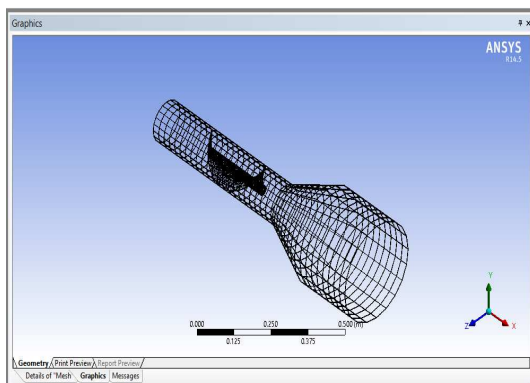 Graphics
ANSYS
R14.5
Y
Z
X
0.000
0.250
0.500 (m)
0.125
0.375
Geometry Print Preview Report Preview
Details of "Mesh" Graphics Messages